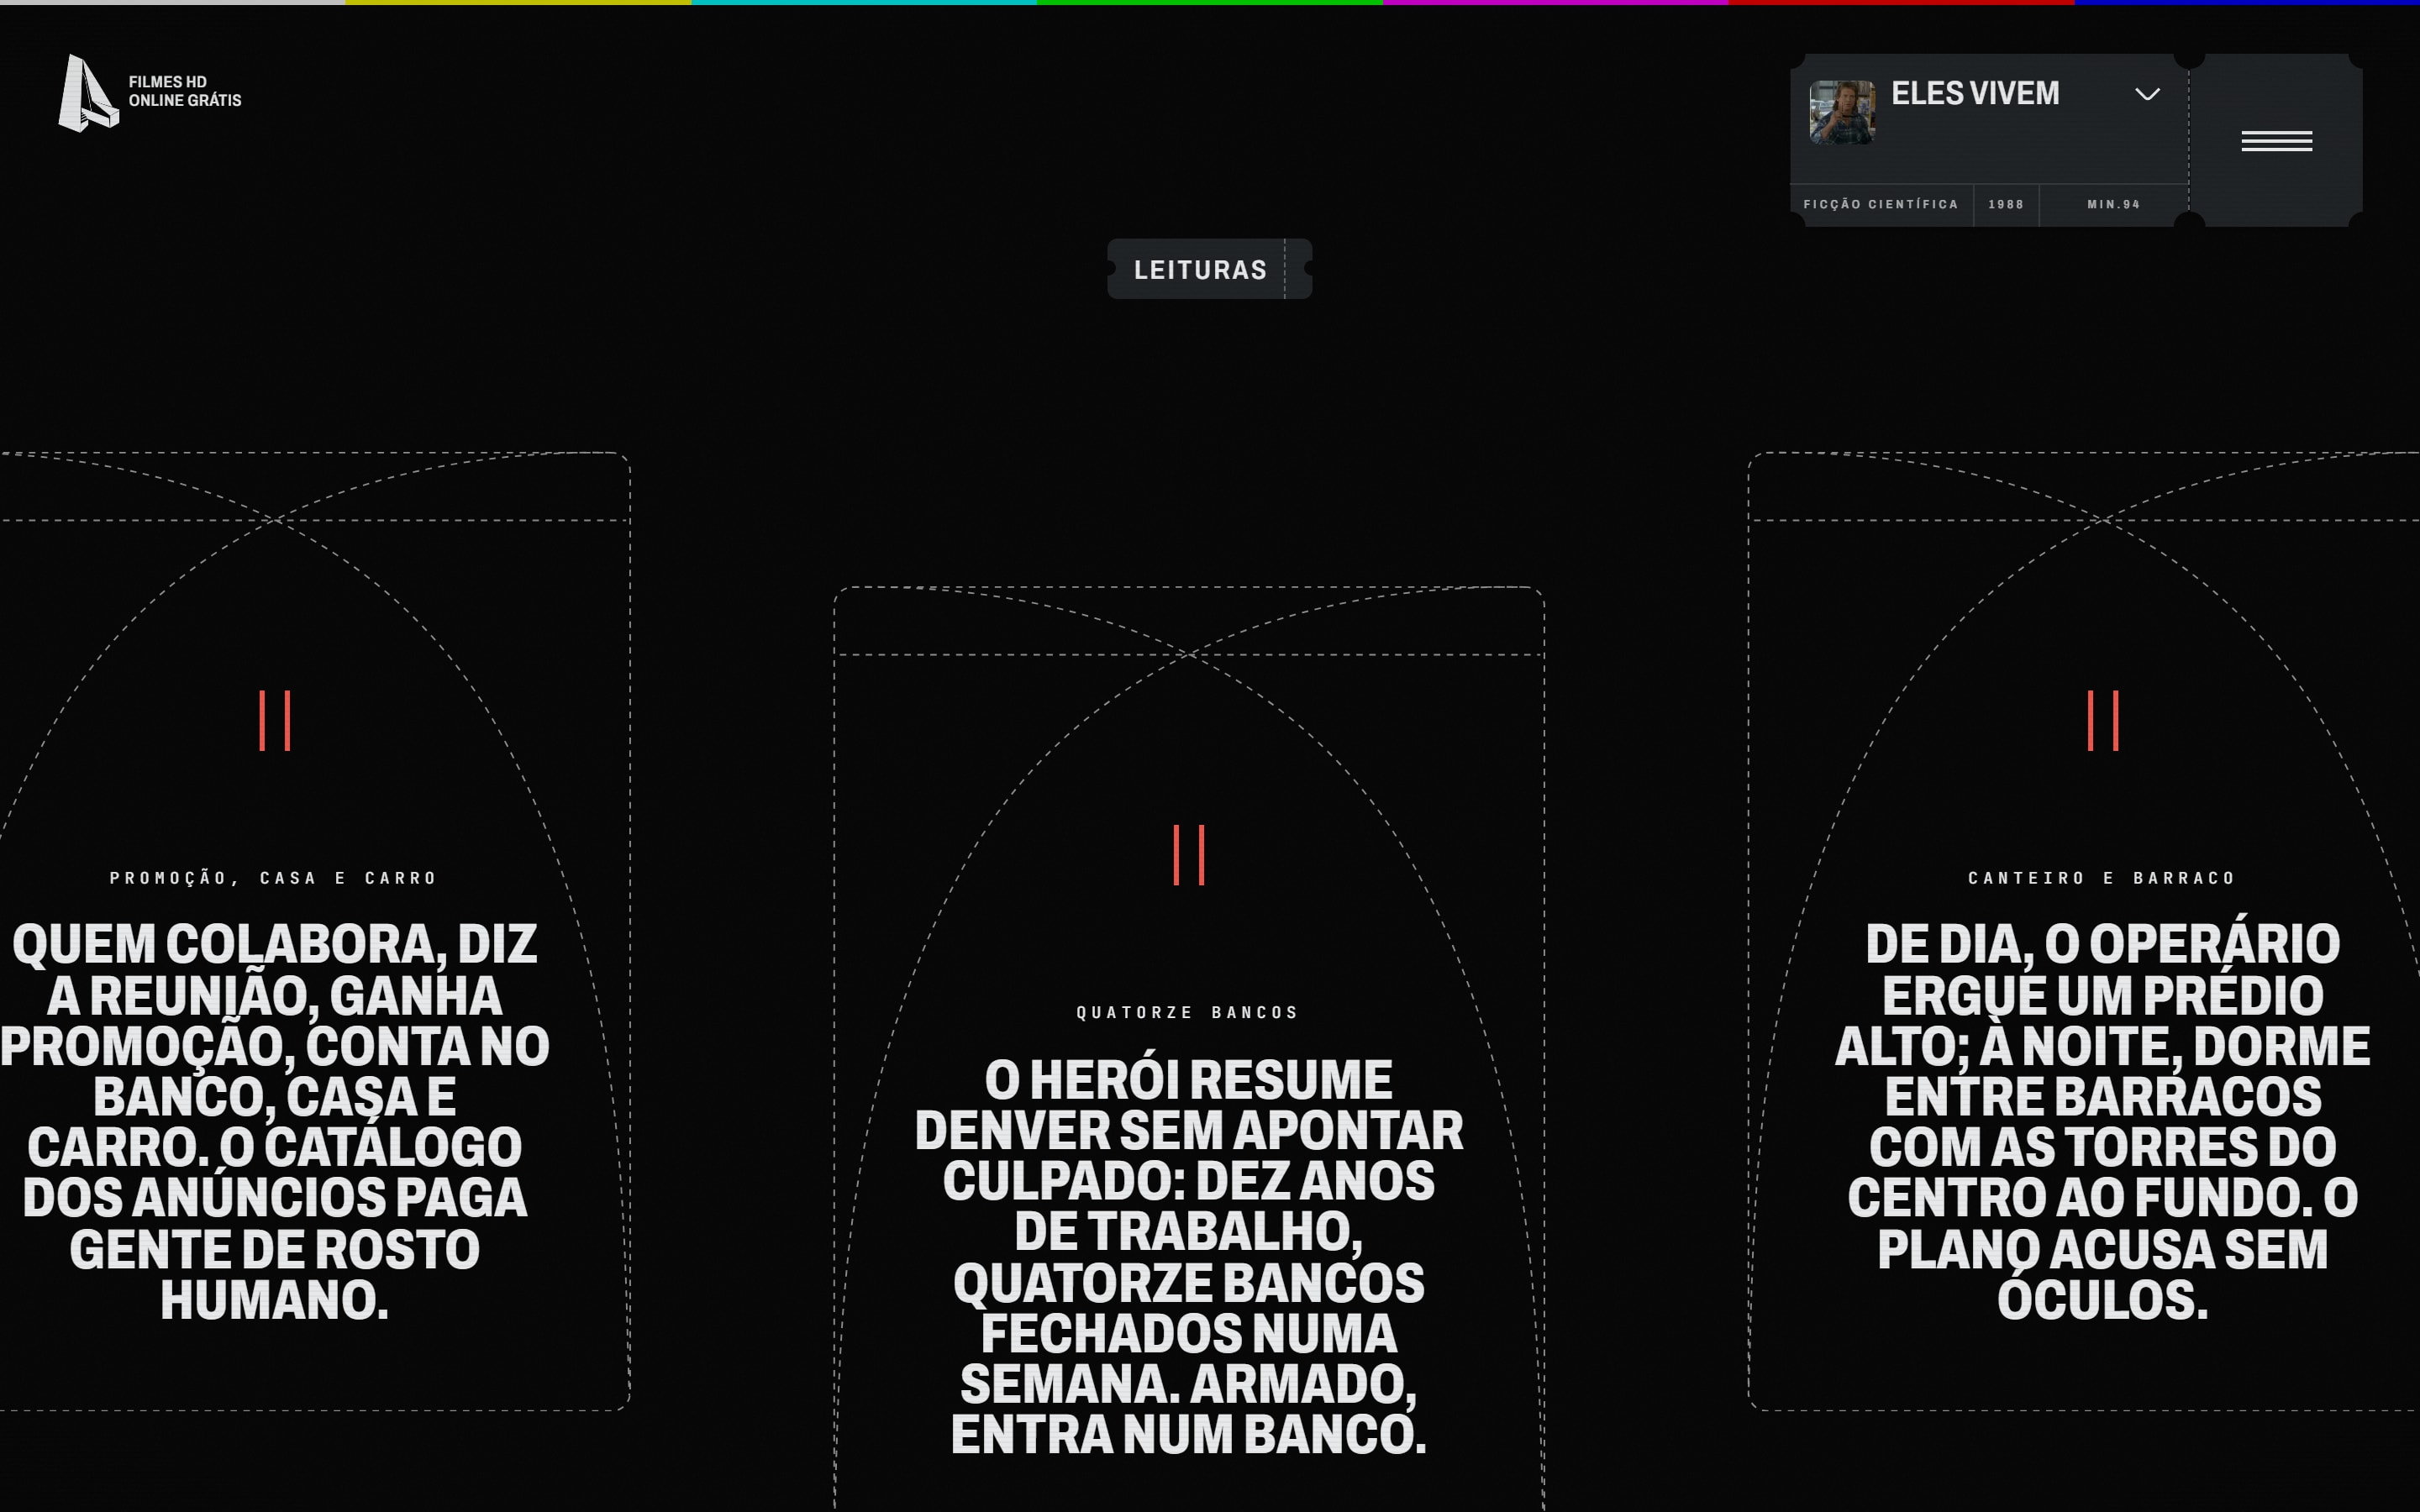 FILMES HD
ONLINE GRÁTIS
ELES VIVEM
FICÇÃO CIENTÍFICA
1988
MIN.94
LEITURAS
PROMOÇÃO, CASA E CARRO
QUEM COLABORA, DIZ
A REUNIÃO, GANHA
PROMOÇÃO, CONTA NO
BANCO, CASA E
CARRO. O CATÁLOGO
DOS ANÚNCIOS PAGA
GENTE DE ROSTO
HUMANO.
QUATORZE BANCOS
O HERÓI RESUME
DENVER SEM APONTAR
CULPADO: DEZ ANOS
DE TRABALHO,
QUATORZE BANCOS
FECHADOS NUMA
SEMANA. ARMADO,
ENTRA NUM BANCO.
CANTEIRO E BARRACO
DE DIA, O OPERÁRIO
ERGUE UM PRÉDIO
ALTO; À NOITE, DORME
ENTRE BARRACOS
COM AS TORRES DO
CENTRO AO FUNDO. O
PLANO ACUSA SEM
ÓCULOS.